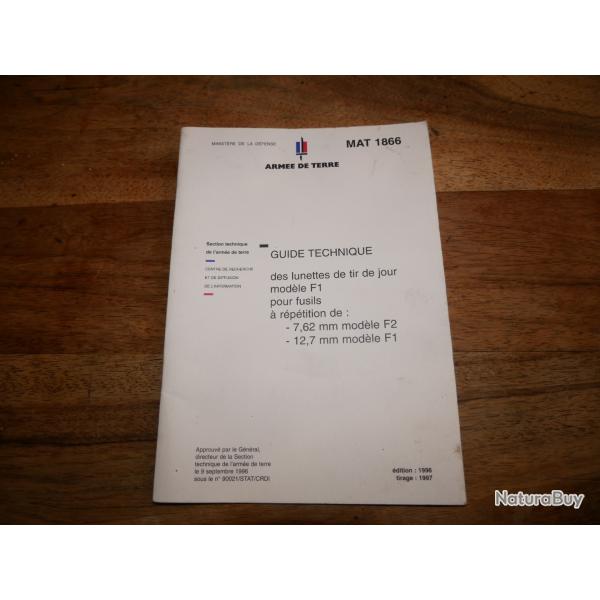 MINISTÈRE DE LA DÉFENSE
MAT 1866
ARMEE DE TERRE
Section technique
de l'armée de terre
CENTRE DE RECHERCHE
ET DE DIFFUSION
DE L'INFORMATION
GUIDE TECHNIQUE
des lunettes de tir de jour
modèle F1
pour fusils
à répétition de :
- 7,62 mm modèle F2
- 12,7 mm modèle F1
Approuvé par le Général,
directeur de la Section
technique de l'armée de terre
le 9 septembre 1996
sous le n° 80021/STAT/CRDI
édition : 1996
tirage : 1997
NaturaBuy